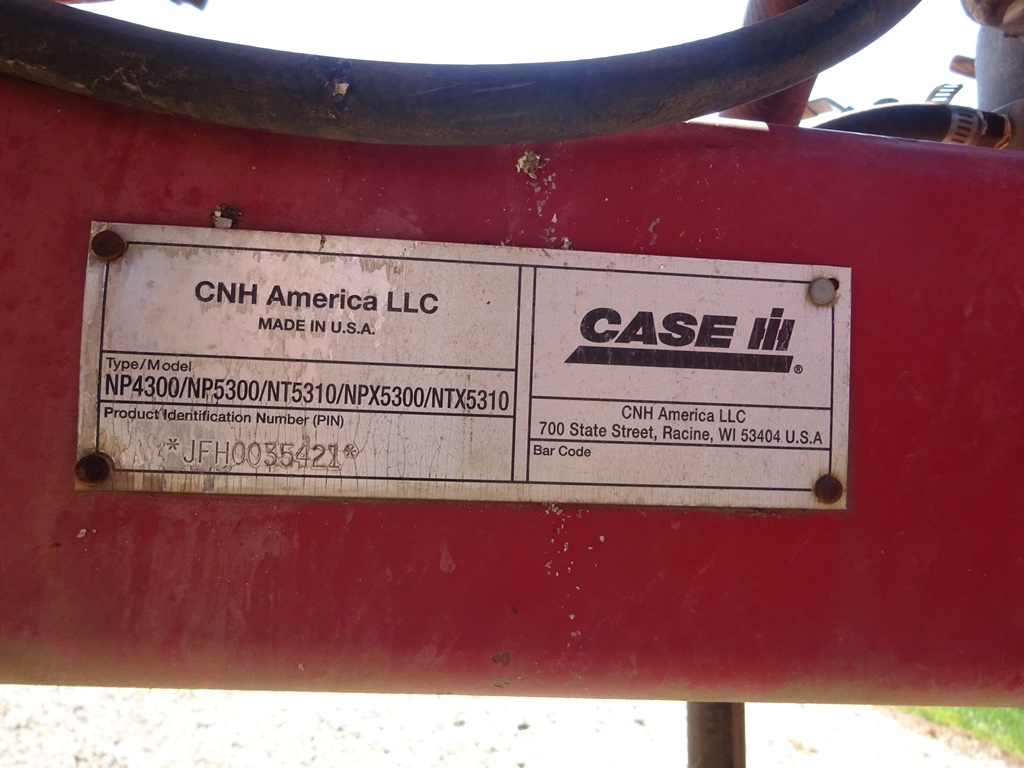 CNH America LLC
MADE IN U.S.A.
Type/Model
NP4300/NP5300/NT5310/NPX5300/NTX5310
Product Identification Number (PIN)
*JFH0035421*
CASE IH®
CNH America LLC
700 State Street, Racine, WI 53404 U.S.A
Bar Code